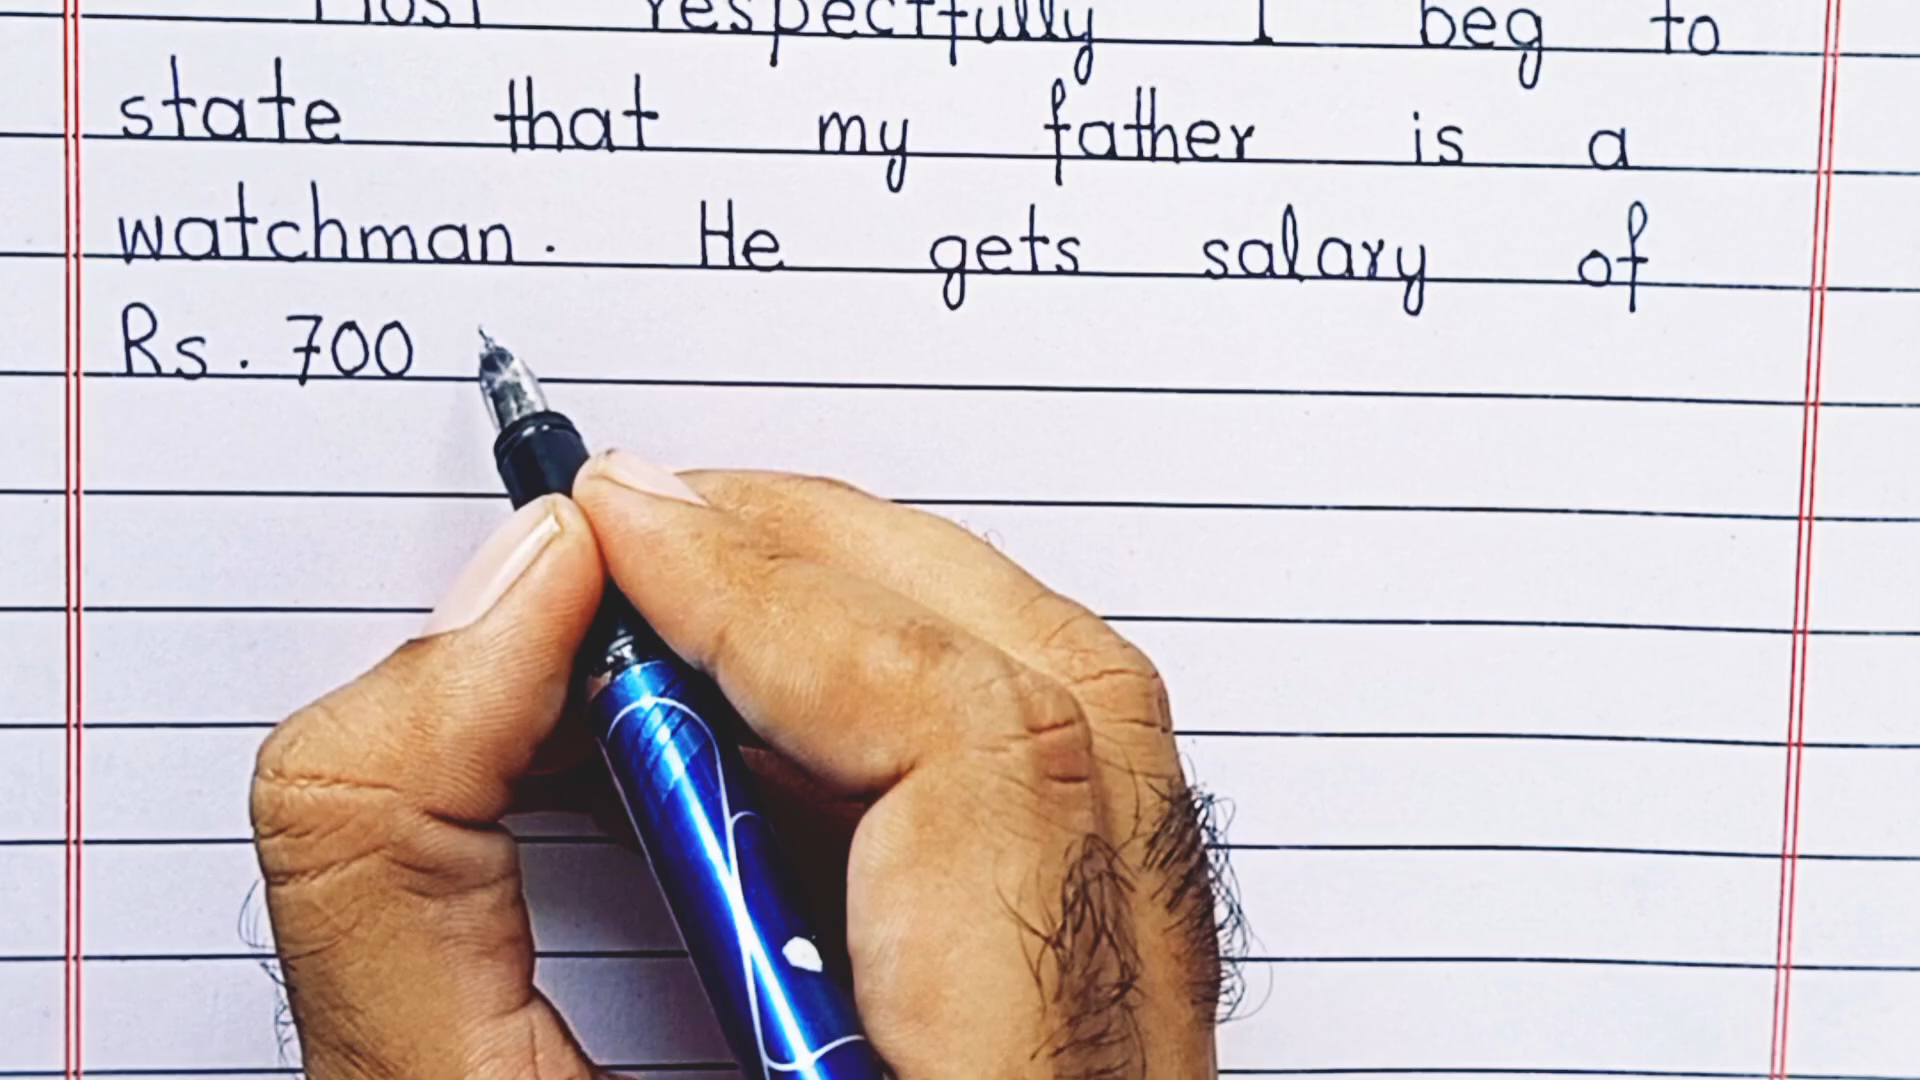 Most respectfully I beg to
state that my father is a
watchman. He gets salary of
Rs. 700